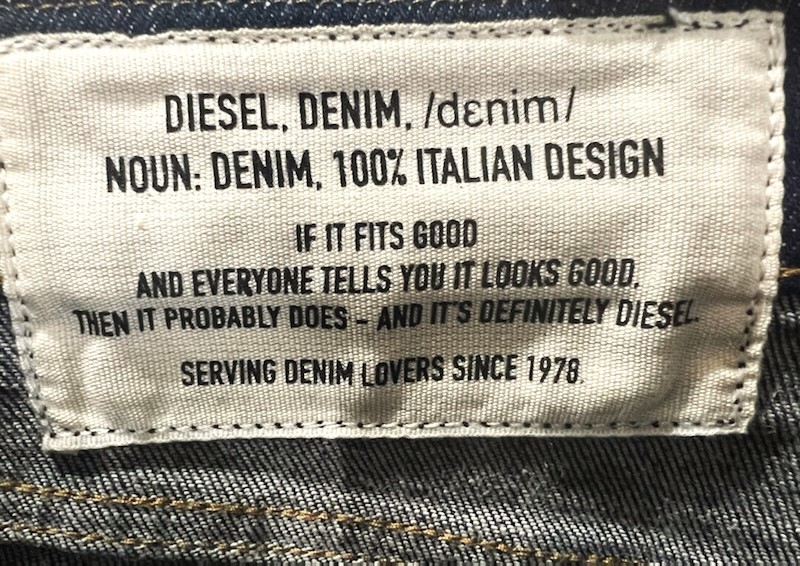 DIESEL, DENIM, /dɛnim/
NOUN: DENIM, 100% ITALIAN DESIGN
IF IT FITS GOOD
AND EVERYONE TELLS YOU IT LOOKS GOOD.
THEN IT PROBABLY DOES – AND IT'S DEFINITELY DIESEL.
SERVING DENIM LOVERS SINCE 1978.